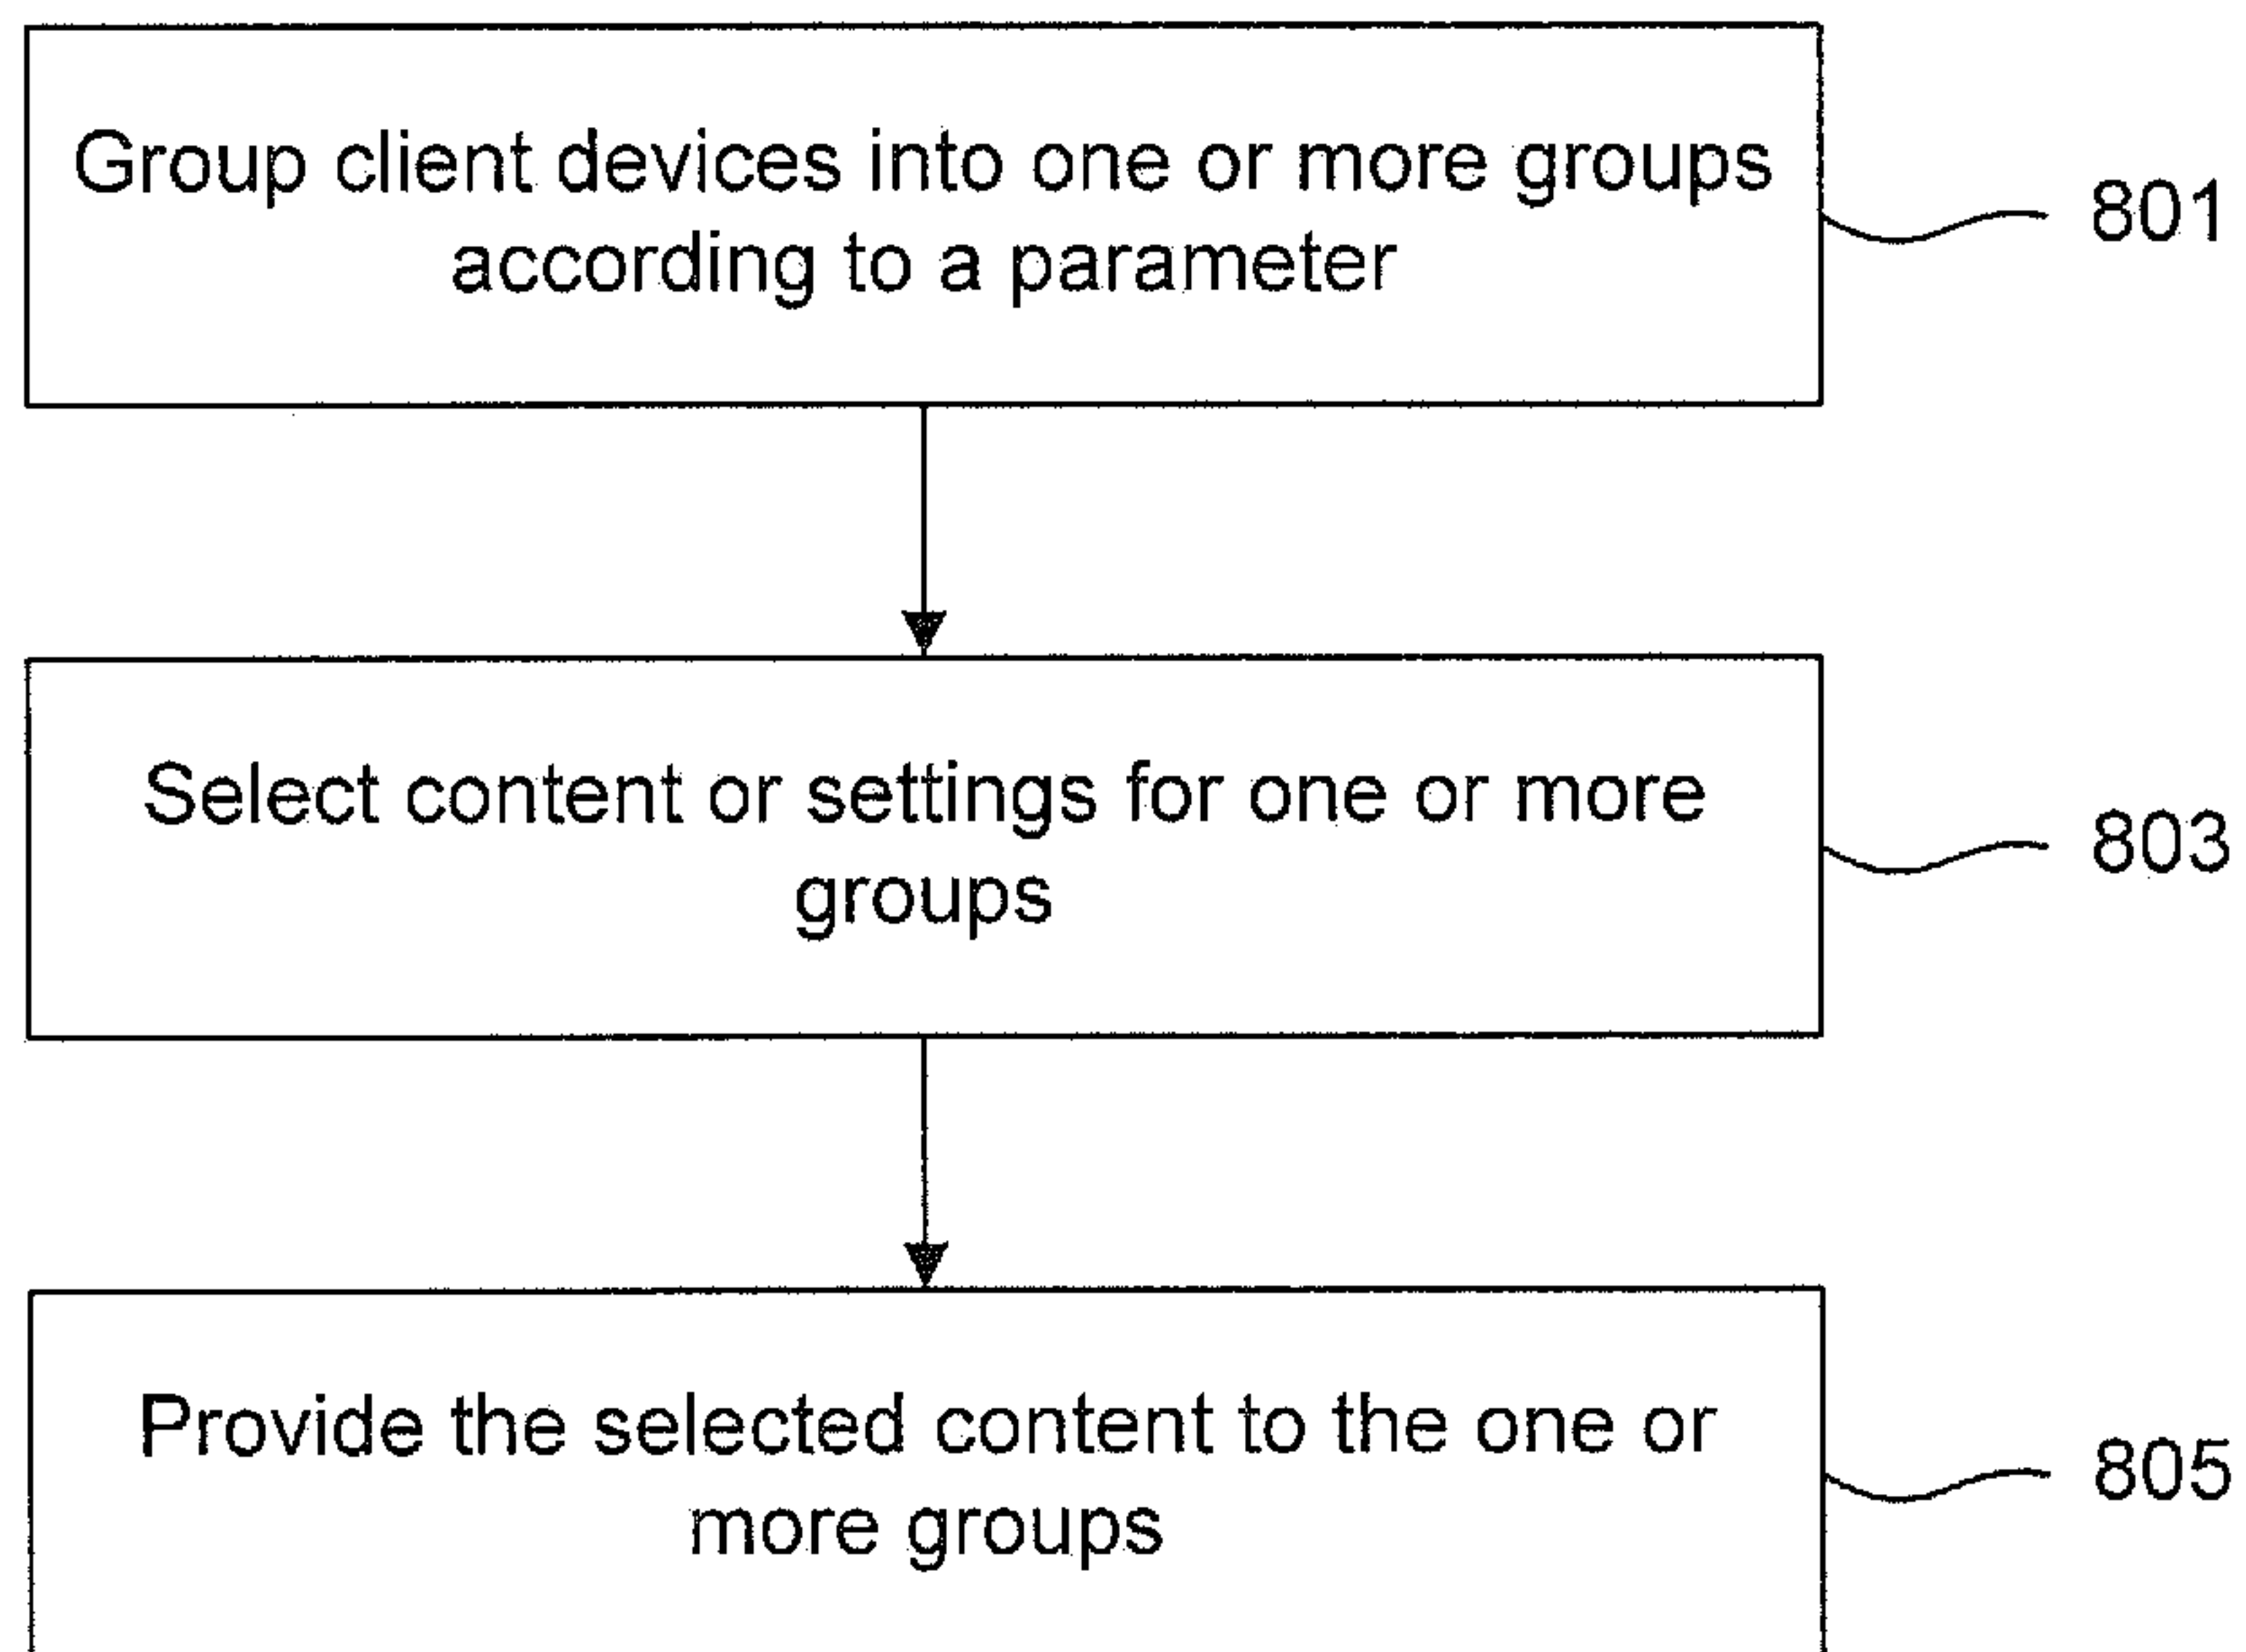 Group client devices into one or more groups
according to a parameter
801
Select content or settings for one or more
groups
803
Provide the selected content to the one or
more groups
805